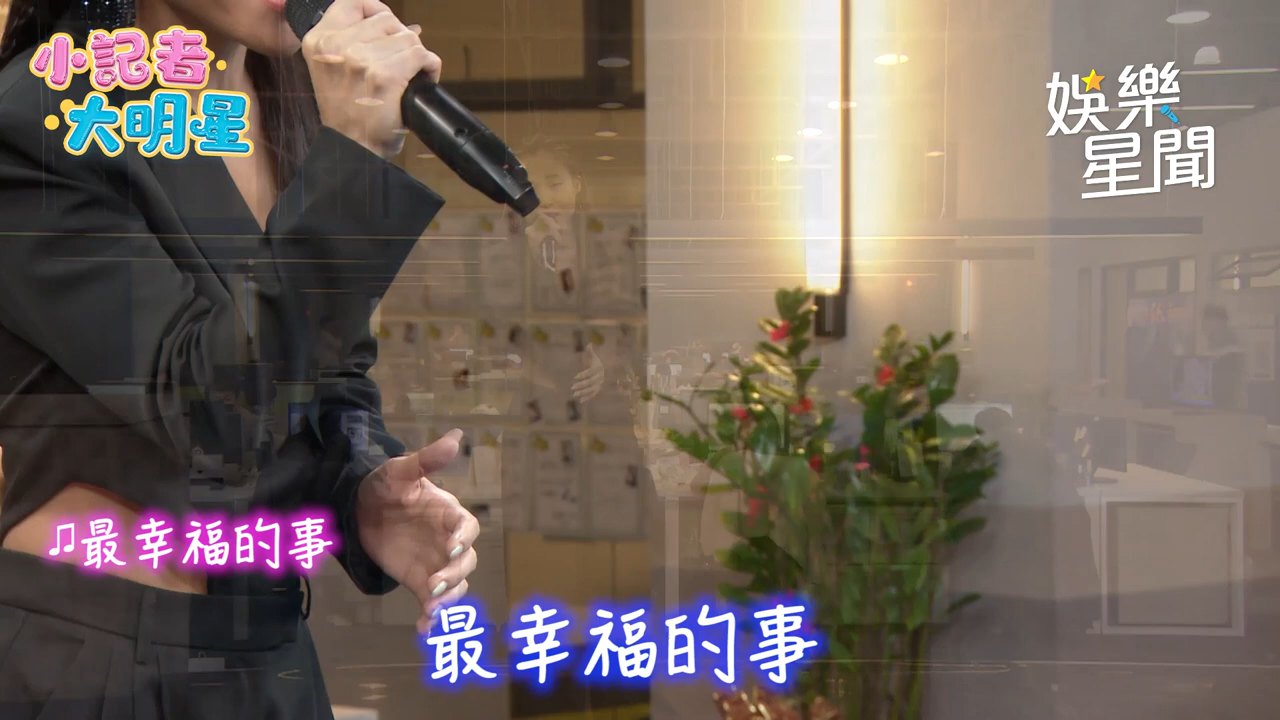 小記者
大明星
娛樂
星聞
♫最幸福的事
最幸福的事